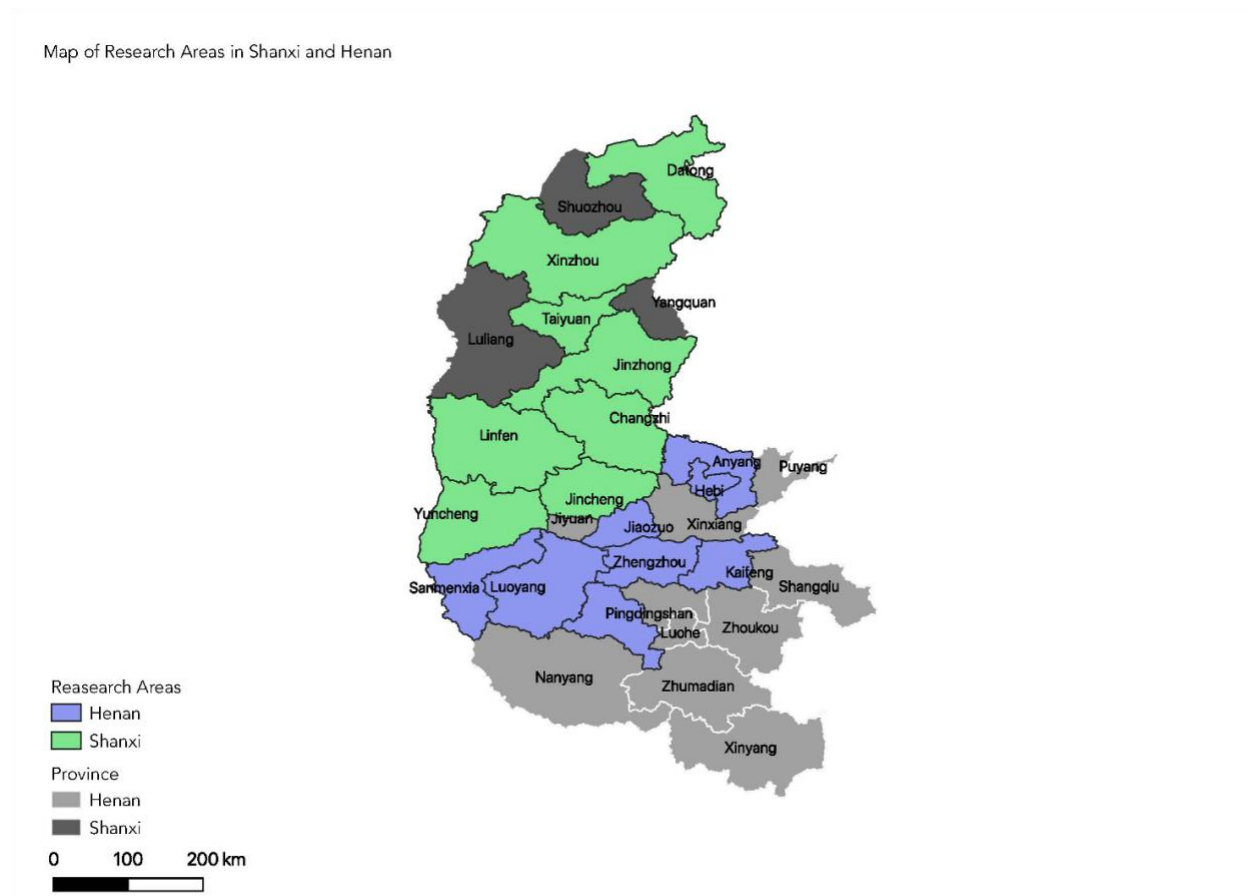 Map of Research Areas in Shanxi and Henan
Datong
Shuozhou
Xinzhou
Yangquan
Taiyuan
Luliang
Jinzhong
Changzhi
Linfen
Anyang
Puyang
Hebi
Jincheng
Yuncheng
Jiyuan
Jiaozuo
Xinxiang
Zhengzhou
Kaifeng
Sanmenxia
Luoyang
Shangqiu
Pingdingshan
Luohe
Zhoukou
Nanyang
Zhumadian
Xinyang
Reasearch Areas
Henan
Shanxi
Province
Henan
Shanxi
0 100 200 km